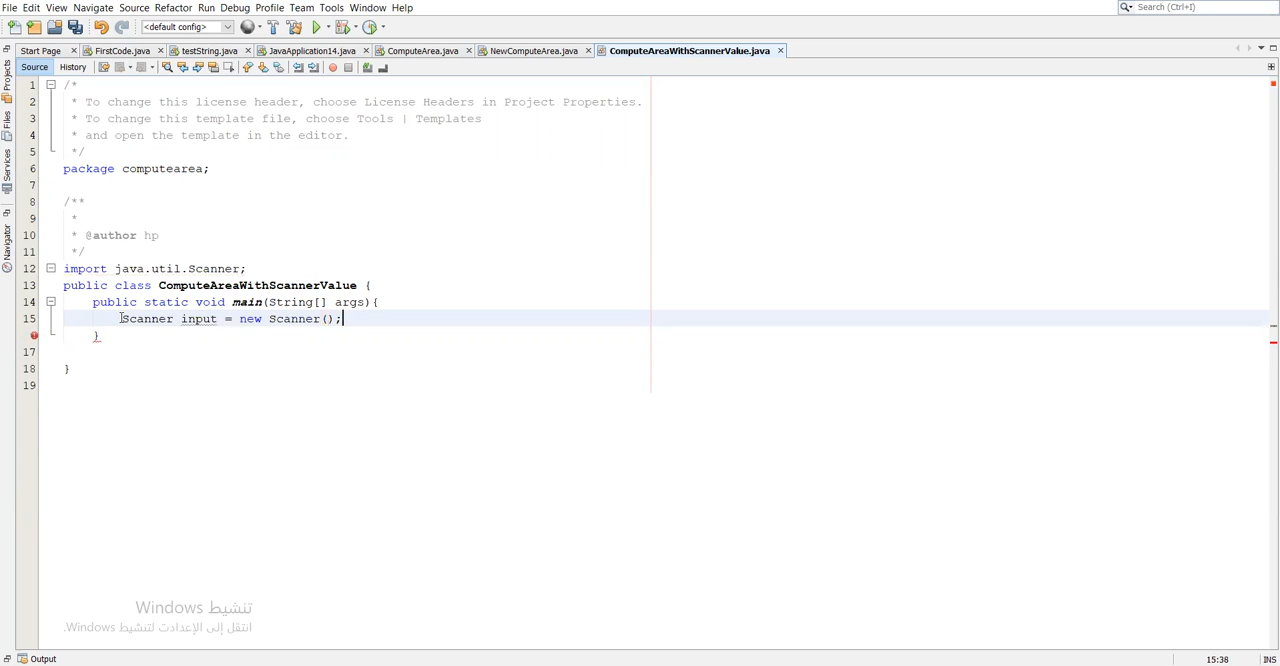 File Edit View Navigate Source Refactor Run Debug Profile Team Tools Window Help
Search (Ctrl+I)
<default config>
Start Page FirstCode.java testString.java JavaApplication14.java ComputeArea.java NewComputeArea.java ComputeAreaWithScannerValue.java
Source History
Projects
Files
Services
Navigator
1 /*
2 * To change this license header, choose License Headers in Project Properties.
3 * To change this template file, choose Tools | Templates
4 * and open the template in the editor.
5 */
6 package computearea;
7
8 /**
9 *
10 * @author hp
11 */
12 import java.util.Scanner;
13 public class ComputeAreaWithScannerValue {
14 public static void main(String[] args){
15 Scanner input = new Scanner();
}
17
18 }
19
تنشيط Windows
انتقل إلى الإعدادت لتنشيط Windows.
Output
15:38 INS